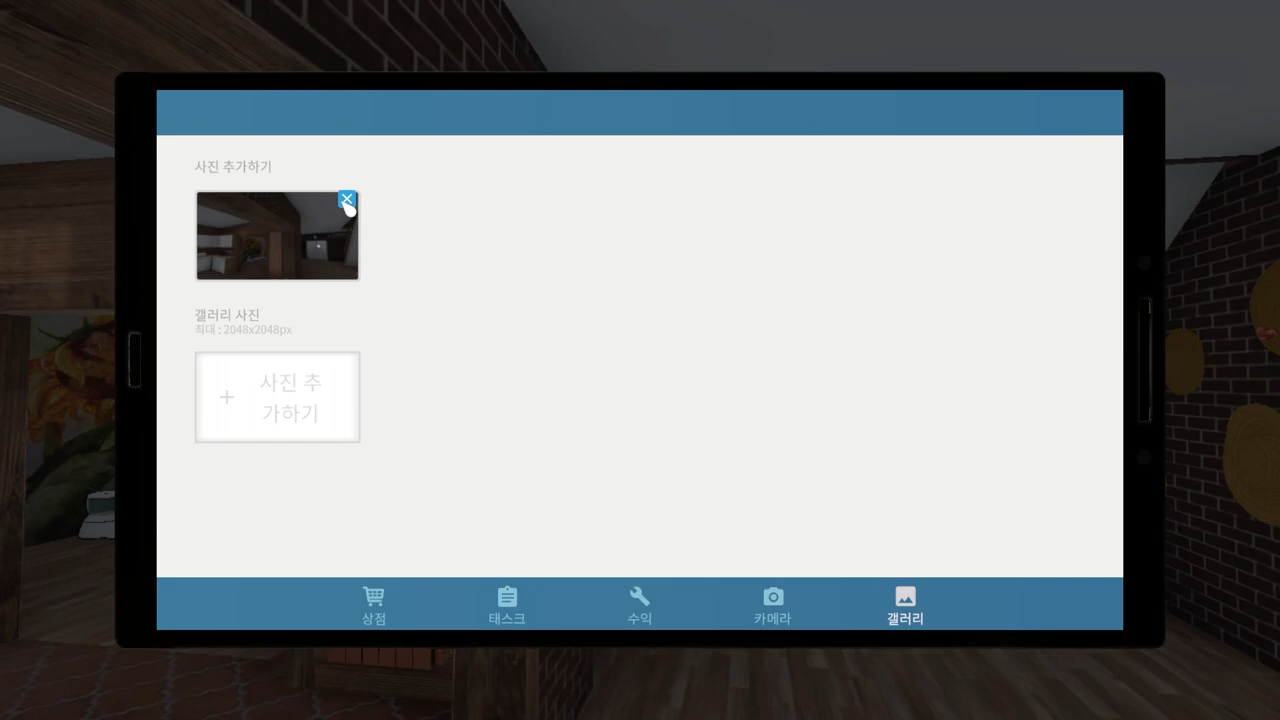 사진 추가하기
갤러리 사진
최대 : 2048x2048px
+ 사진 추
가하기
상점
태스크
수익
카메라
갤러리